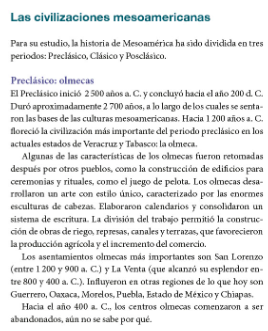 Las civilizaciones mesoamericanas
Para su estudio, la historia de Mesoamérica ha sido dividida en tres
periodos: Preclásico, Clásico y Posclásico.
Preclásico: olmecas
El Preclásico inició 2 500 años a. C. y concluyó hacia el año 200 d. C.
Duró aproximadamente 2 700 años, a lo largo de los cuales se senta-
ron las bases de las culturas mesoamericanas. Hacia 1 200 años a. C.
floreció la civilización más importante del periodo preclásico en los
actuales estados de Veracruz y Tabasco: la olmeca.
Algunas de las características de los olmecas fueron retomadas
después por otros pueblos, como la construcción de edificios para
ceremonias y rituales, como el juego de pelota. Los olmecas desa-
rrollaron un arte con estilo único, caracterizado por las enormes
esculturas de cabezas. Elaboraron calendarios y consolidaron un
sistema de escritura. La división del trabajo permitió la construc-
ción de obras de riego, represas, canales y terrazas, que favorecieron
la producción agrícola y el incremento del comercio.
Los asentamientos olmecas más importantes son San Lorenzo
(entre 1 200 y 900 a. C.) y La Venta (que alcanzó su esplendor en-
tre 800 y 400 a. C.). Influyeron en otras regiones de lo que hoy son
Guerrero, Oaxaca, Morelos, Puebla, Estado de México y Chiapas.
Hacia el año 400 a. C., los centros olmecas comenzaron a ser
abandonados, aún no se sabe por qué.